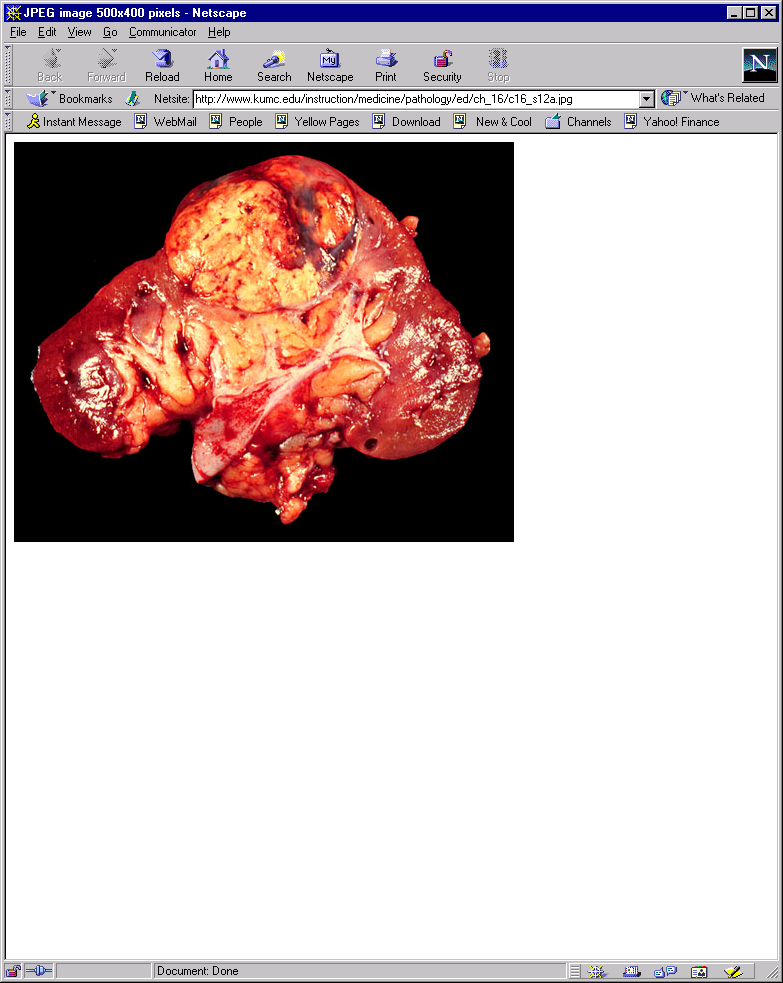 JPEG image 500x400 pixels - Netscape
File Edit View Go Communicator Help
Back Forward Reload Home Search Netscape Print Security Stop
My
N
Bookmarks Netsite: http://www.kumc.edu/instruction/medicine/pathology/ed/ch_16/c16_s12a.jpg What's Related
Instant Message WebMail People Yellow Pages Download New & Cool Channels Yahoo! Finance
Document: Done